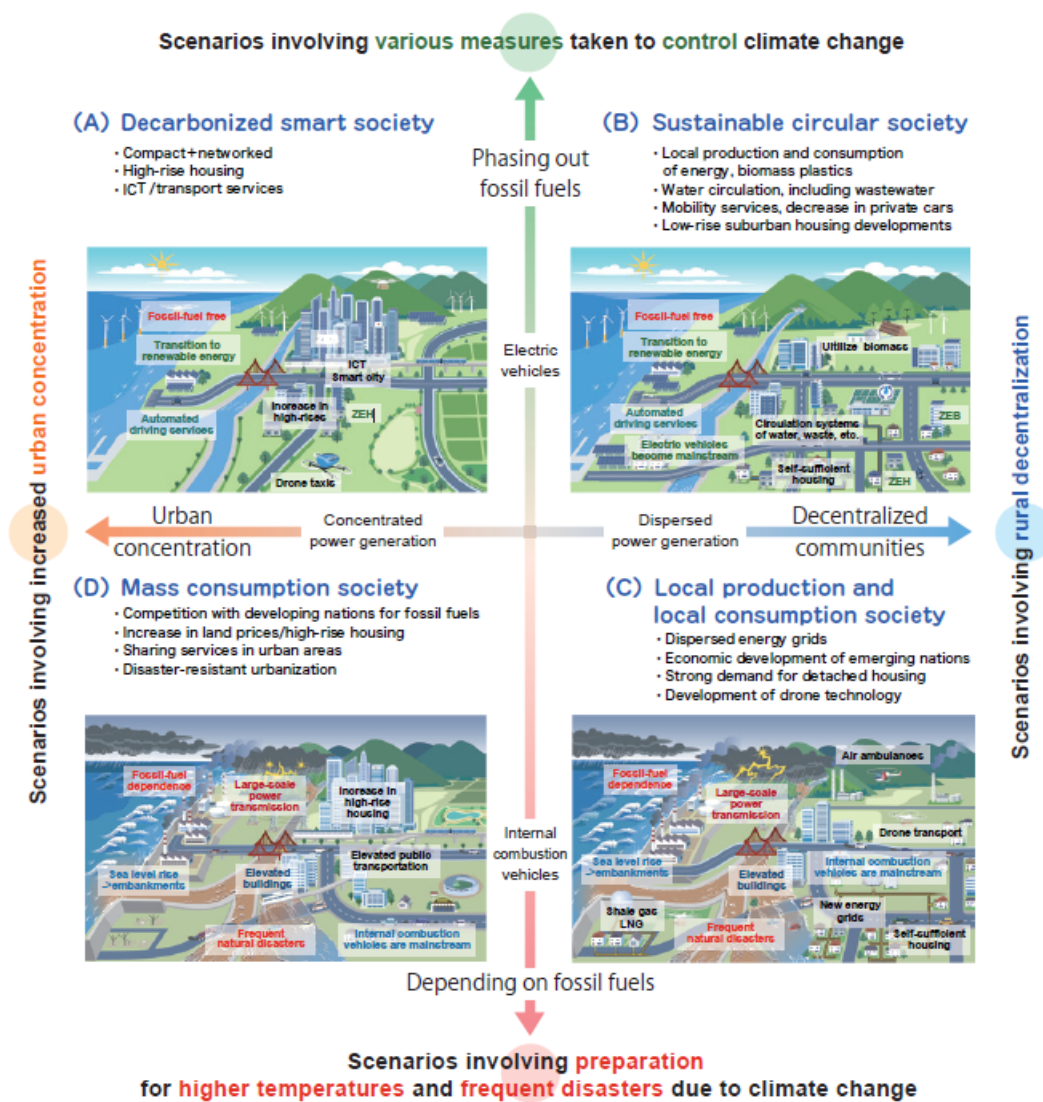 Scenarios involving various measures taken to control climate change
(A) Decarbonized smart society
・Compact+networked
・High-rise housing
・ICT/transport services
Phasing out
fossil fuels
(B) Sustainable circular society
・Local production and consumption
of energy, biomass plastics
・Water circulation, including wastewater
・Mobility services, decrease in private cars
・Low-rise suburban housing developments
Scenarios involving increased urban concentration
Fossil-fuel free
Transition to
renewable energy
ICT
Smart city
Increase in
high-rises
ZEH
Automated
driving services
Drone taxis
Electric
vehicles
Fossil-fuel free
Transition to
renewable energy
Uitilize biomass
Automated
driving services
Circulation systems
of water, waste, etc.
ZEB
Electric vehicles
become mainstream
Self-sufficient
housing
ZEH
Scenarios involving rural decentralization
Urban
concentration
Concentrated
power generation
Dispersed
power generation
Decentralized
communities
(D) Mass consumption society
・Competition with developing nations for fossil fuels
・Increase in land prices/high-rise housing
・Sharing services in urban areas
・Disaster-resistant urbanization
(C) Local production and
local consumption society
・Dispersed energy grids
・Economic development of emerging nations
・Strong demand for detached housing
・Development of drone technology
Fossil-fuel
dependence
Large-scale
power
transmission
Increase in
high-rise
housing
Elevated public
transportation
Sea level rise
->embankments
Elevated
buildings
Frequent
natural disasters
Internal combustion
vehicles are mainstream
Internal
combustion
vehicles
Air ambulances
Fossil-fuel
dependence
Large-scale
power
transmission
Drone transport
Sea level rise
->embankments
Elevated
buildings
Internal combustion
vehicles are mainstream
Shale gas
LNG
New energy
grids
Frequent
natural disasters
Self-sufficient
housing
Depending on fossil fuels
Scenarios involving preparation
for higher temperatures and frequent disasters due to climate change